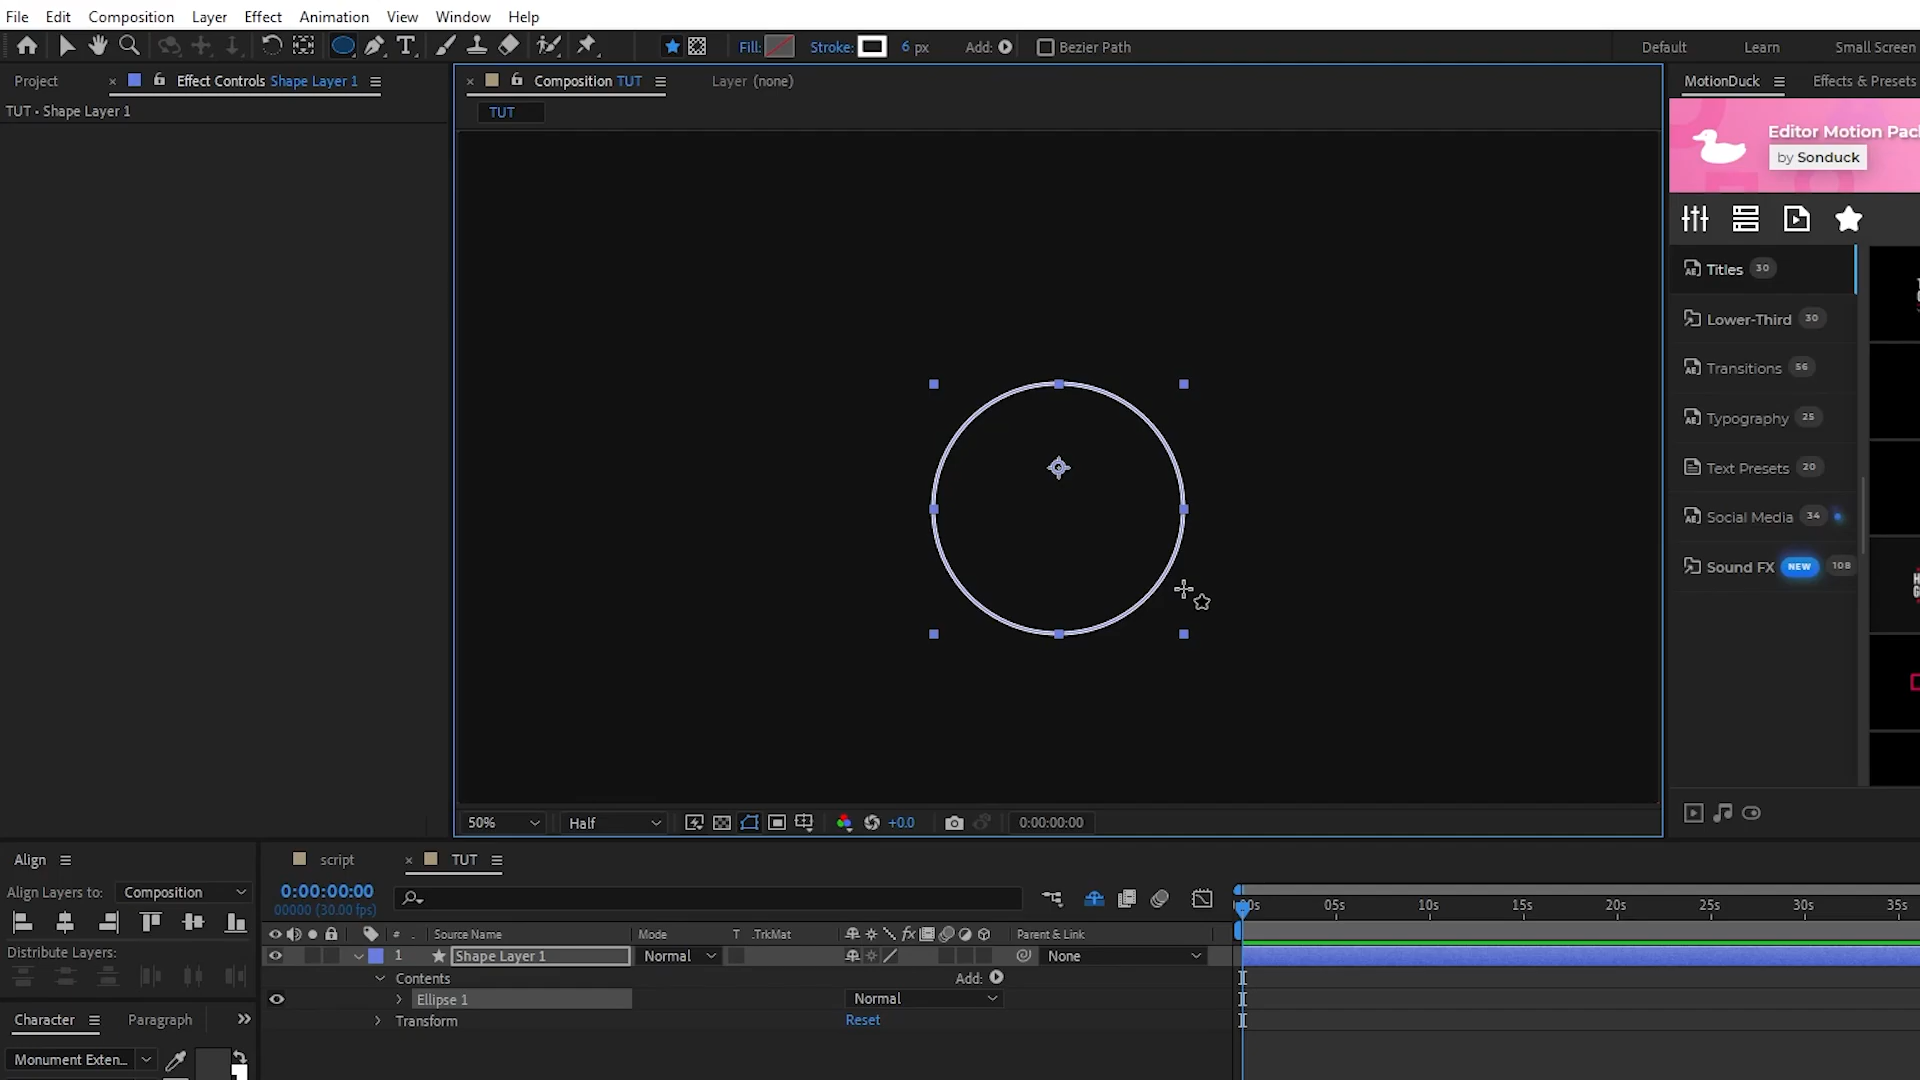 File Edit Composition Layer Effect Animation View Window Help
Fill: Stroke: 6 px Add: Bezier Path Default Learn Small Screen
Project × Effect Controls Shape Layer 1 × Composition TUT Layer (none) MotionDuck Effects & Presets
TUT • Shape Layer 1 TUT
Editor Motion Pac
by Sonduck
Titles 30
Lower-Third 30
Transitions 56
Typography 25
Text Presets 20
Social Media 34
Sound FX NEW 108
50% Half +0.0 0:00:00:00
Align script × TUT
Align Layers to: Composition 0:00:00:00
00000 (30.00 fps) 00s 05s 10s 15s 20s 25s 30s 35s
# . Source Name Mode T .TrkMat fx Parent & Link
Distribute Layers: 1 Shape Layer 1 Normal None
Contents Add:
Ellipse 1 Normal
Character Paragraph Transform Reset
Monument Exten...